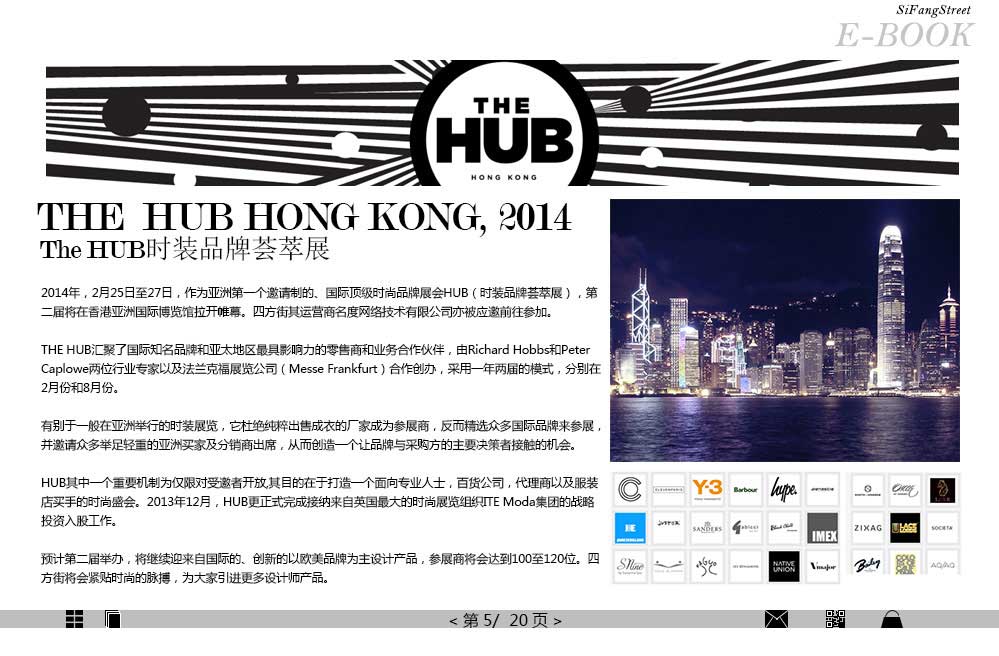 SiFangStreet
E-BOOK
THE
HUB
HONG KONG
THE HUB HONG KONG, 2014
The HUB时装品牌荟萃展
2014年，2月25日至27日，作为亚洲第一个邀请制的、国际顶级时尚品牌展会HUB（时装品牌荟萃展），第
二届将在香港亚洲国际博览馆拉开帷幕。四方街其运营商名度网络技术有限公司亦被应邀前往参加。
THE HUB汇聚了国际知名品牌和亚太地区最具影响力的零售商和业务合作伙伴，由Richard Hobbs和Peter
Caplowe两位行业专家以及法兰克福展览公司（Messe Frankfurt）合作创办，采用一年两届的模式，分别在
2月份和8月份。
有别于一般在亚洲举行的时装展览，它杜绝纯粹出售成衣的厂家成为参展商，反而精选众多国际品牌来参展，
并邀请众多举足轻重的亚洲买家及分销商出席，从而创造一个让品牌与采购方的主要决策者接触的机会。
HUB其中一个重要机制为仅限对受邀者开放,其目的在于打造一个面向专业人士，百货公司，代理商以及服装
店买手的时尚盛会。2013年12月，HUB更正式完成接纳来自英国最大的时尚展览组织ITE Moda集团的战略
投资入股工作。
预计第二届举办，将继续迎来自国际的、创新的以欧美品牌为主设计产品，参展商将会达到100至120位。四
方街将会紧贴时尚的脉搏，为大家引进更多设计师产品。
Y-3
Barbour
hype.
SANDERS
Gabicci
Black Chilli
IMEX
ZIXAG
NATIVE
UNION
Vmajor
Bailey
< 第 5/ 20 页 >